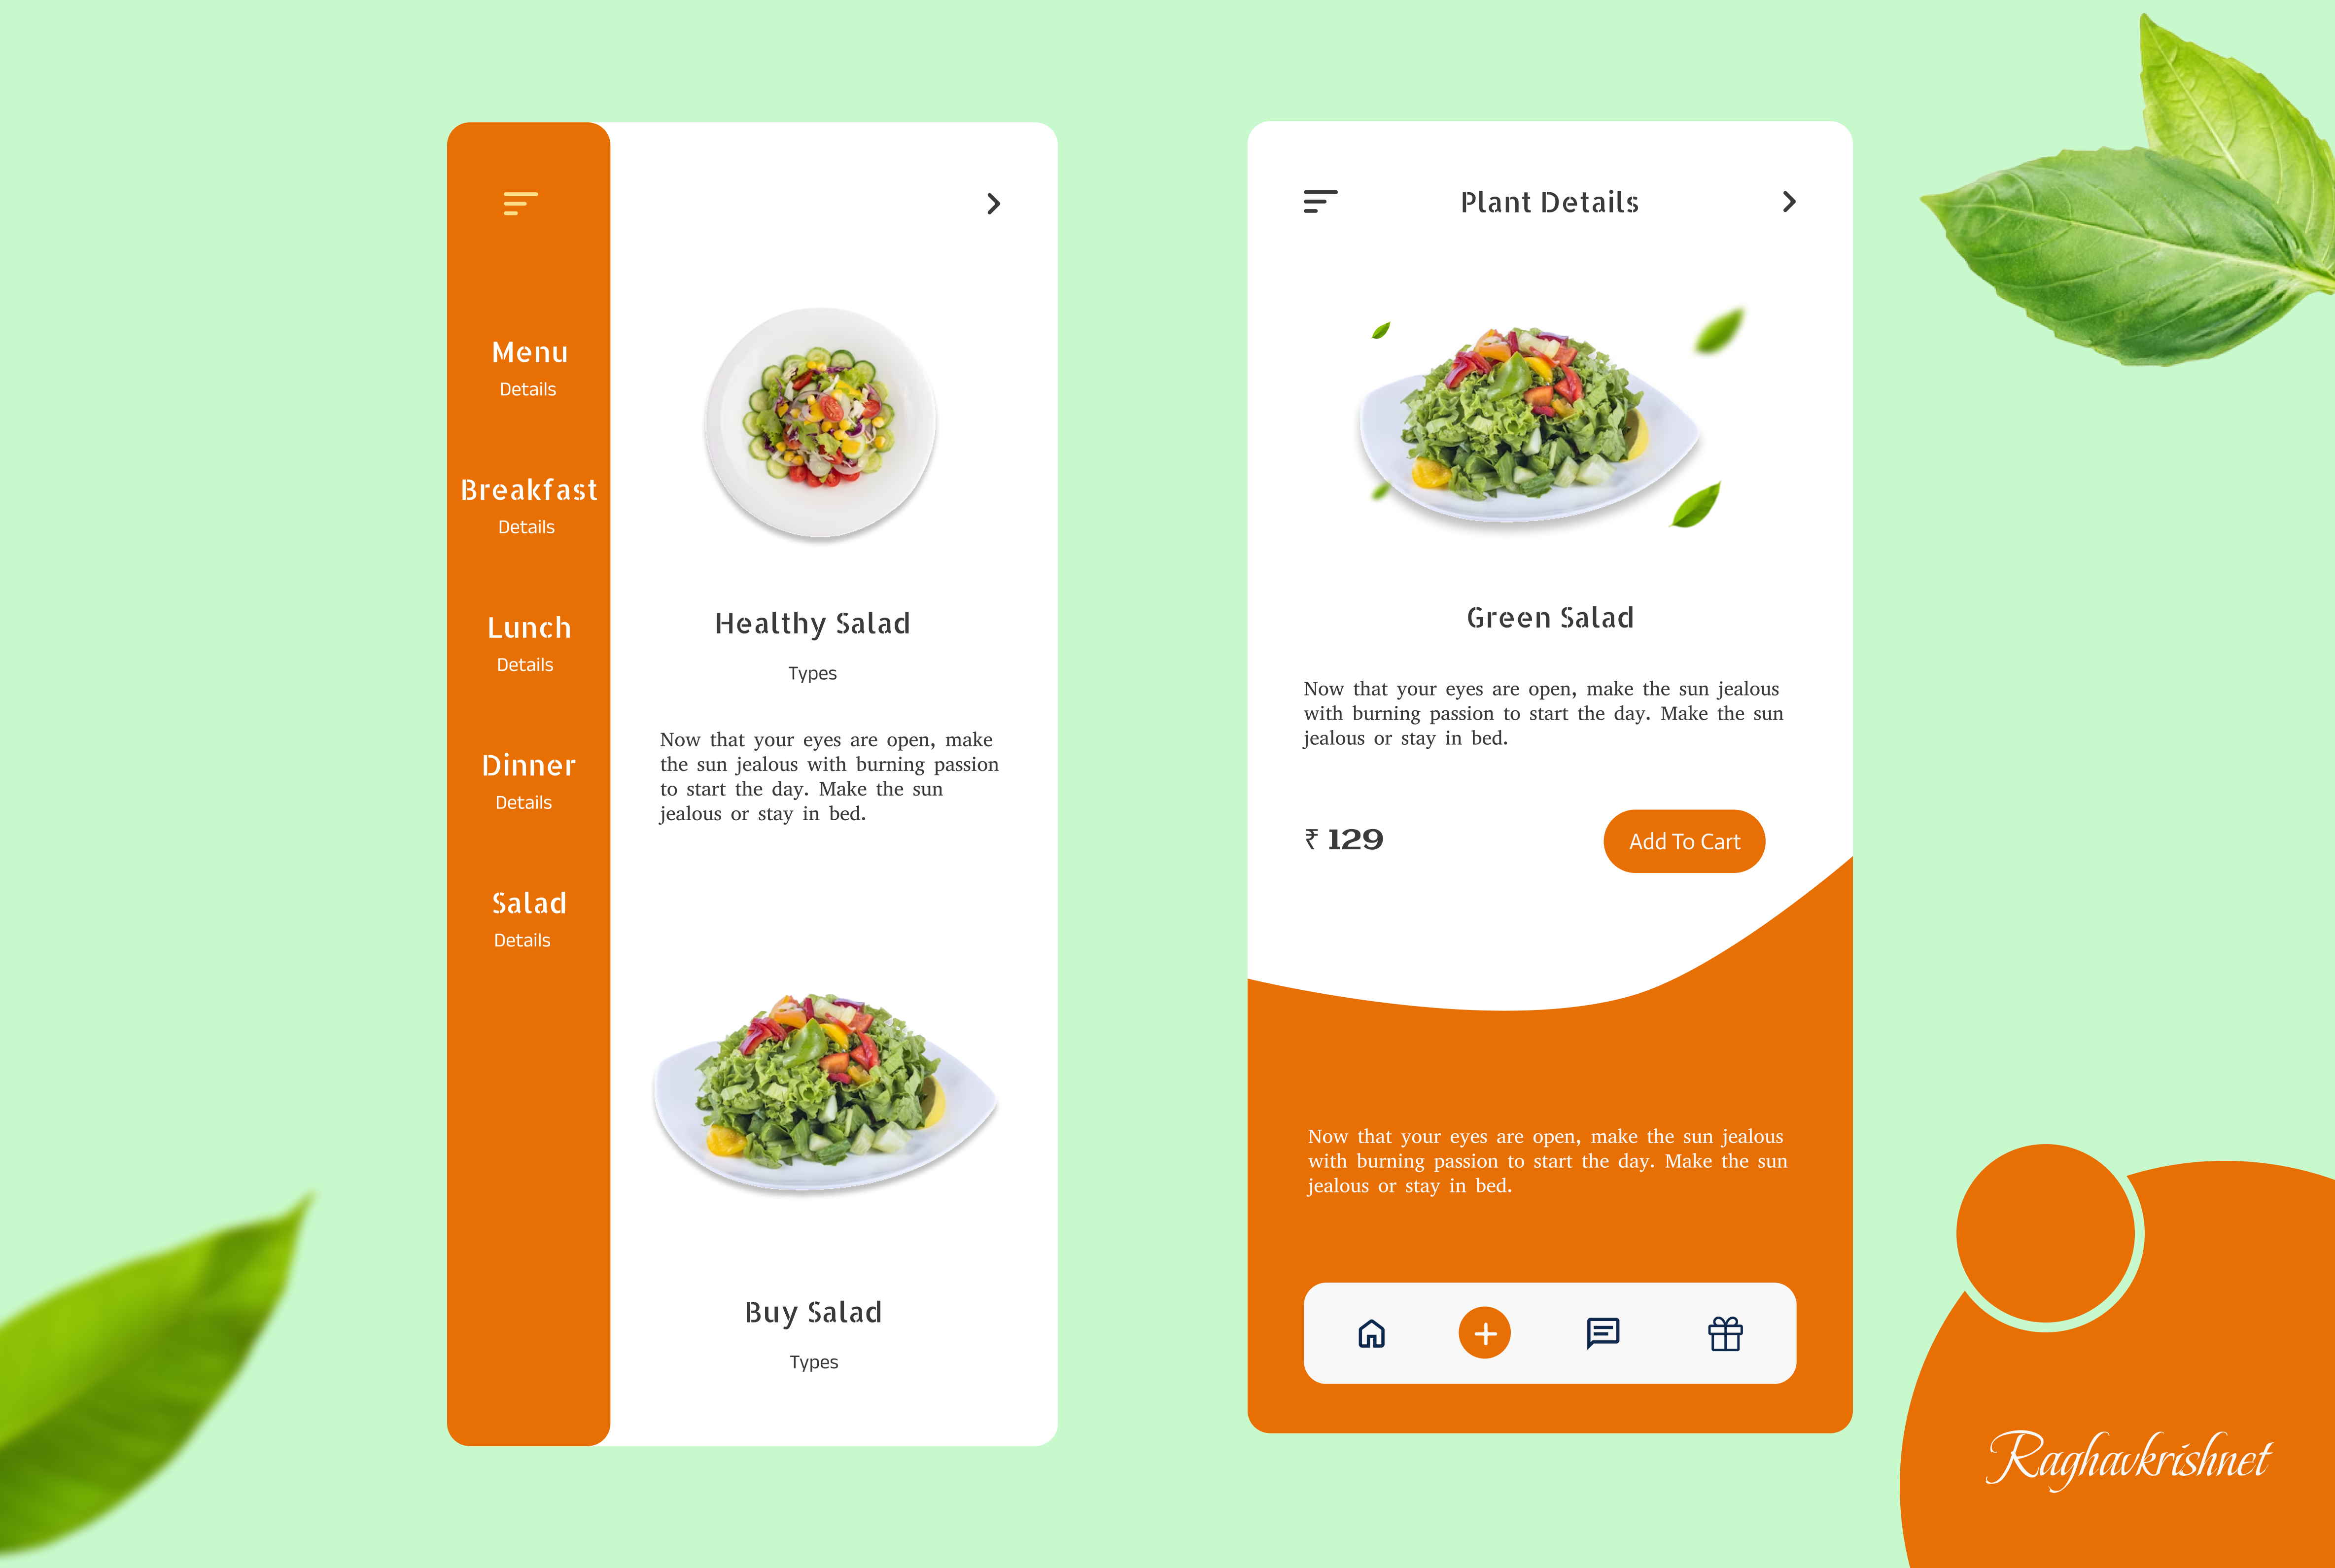 Menu
Details
Breakfast
Details
Lunch
Details
Dinner
Details
Salad
Details
Healthy Salad
Types
Now that your eyes are open, make
the sun jealous with burning passion
to start the day. Make the sun
jealous or stay in bed.
Buy Salad
Types
Plant Details
Green Salad
Now that your eyes are open, make the sun jealous
with burning passion to start the day. Make the sun
jealous or stay in bed.
₹ 129
Add To Cart
Now that your eyes are open, make the sun jealous
with burning passion to start the day. Make the sun
jealous or stay in bed.
Raghavkrishnet